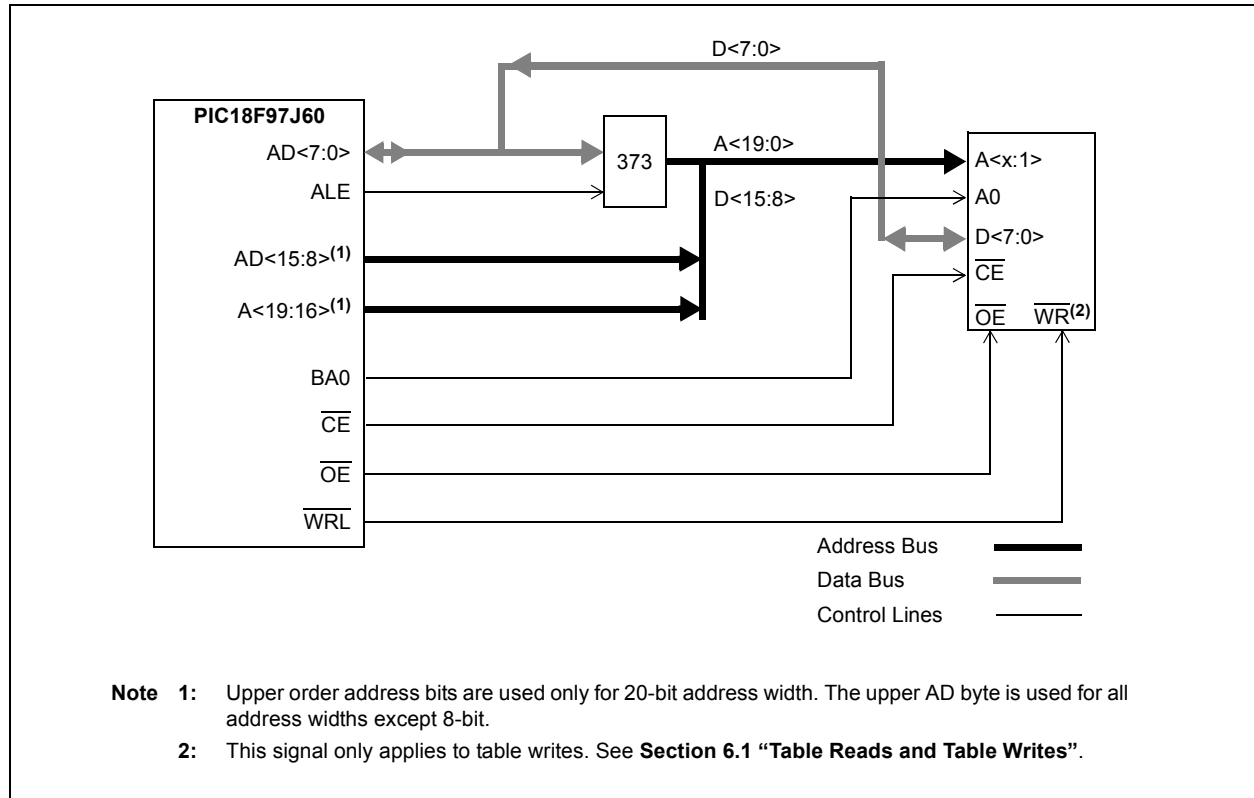 D<7:0>
PIC18F97J60
AD<7:0>
373
A<19:0>
A<x:1>
ALE
D<15:8>
A0
AD<15:8>(1)
D<7:0>
CE
A<19:16>(1)
OE WR(2)
BA0
CE
OE
WRL
Address Bus
Data Bus
Control Lines
Note 1: Upper order address bits are used only for 20-bit address width. The upper AD byte is used for all
address widths except 8-bit.
2: This signal only applies to table writes. See Section 6.1 “Table Reads and Table Writes”.